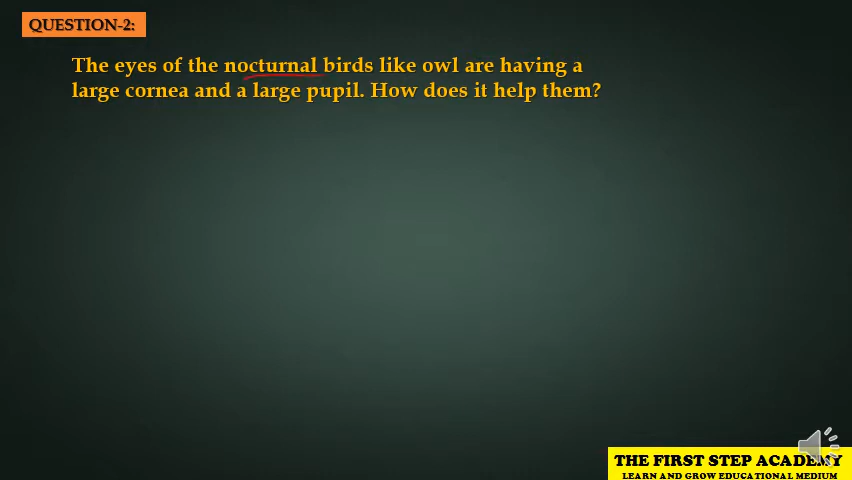 QUESTION-2:
The eyes of the nocturnal birds like owl are having a
large cornea and a large pupil. How does it help them?
THE FIRST STEP ACADEMY
LEARN AND GROW EDUCATIONAL MEDIUM